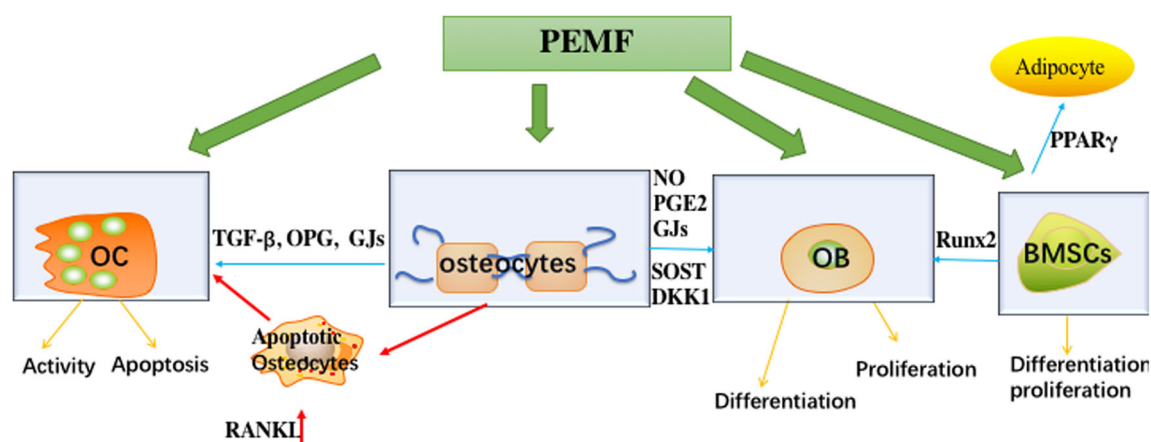 PEMF
Adipocyte
PPARγ
NO
PGE2
GJs
SOST
DKK1
TGF-β, OPG, GJs
OC
osteocytes
OB
Runx2
BMSCs
Activity
Apoptosis
Apoptotic
Osteocytes
RANKL
Differentiation
Proliferation
Differentiation
proliferation